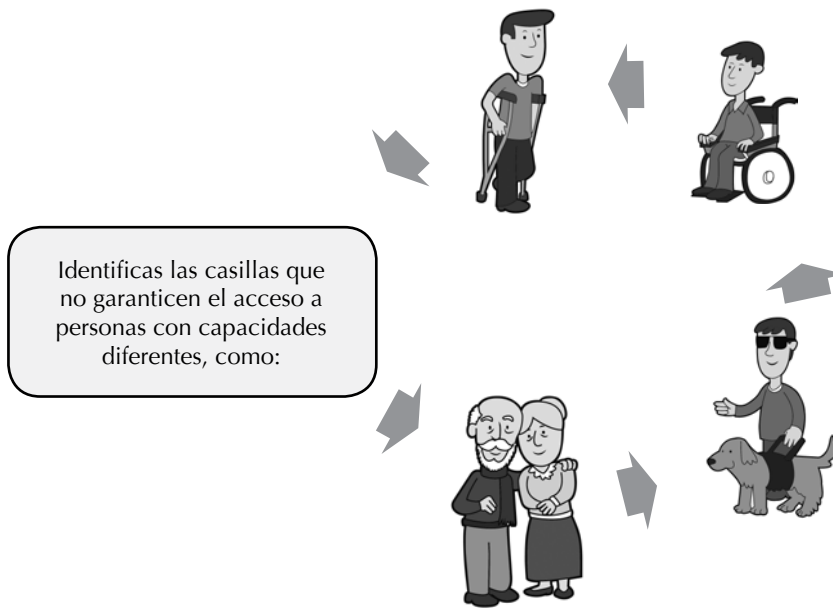 Identificas las casillas que
no garanticen el acceso a
personas con capacidades
diferentes, como: